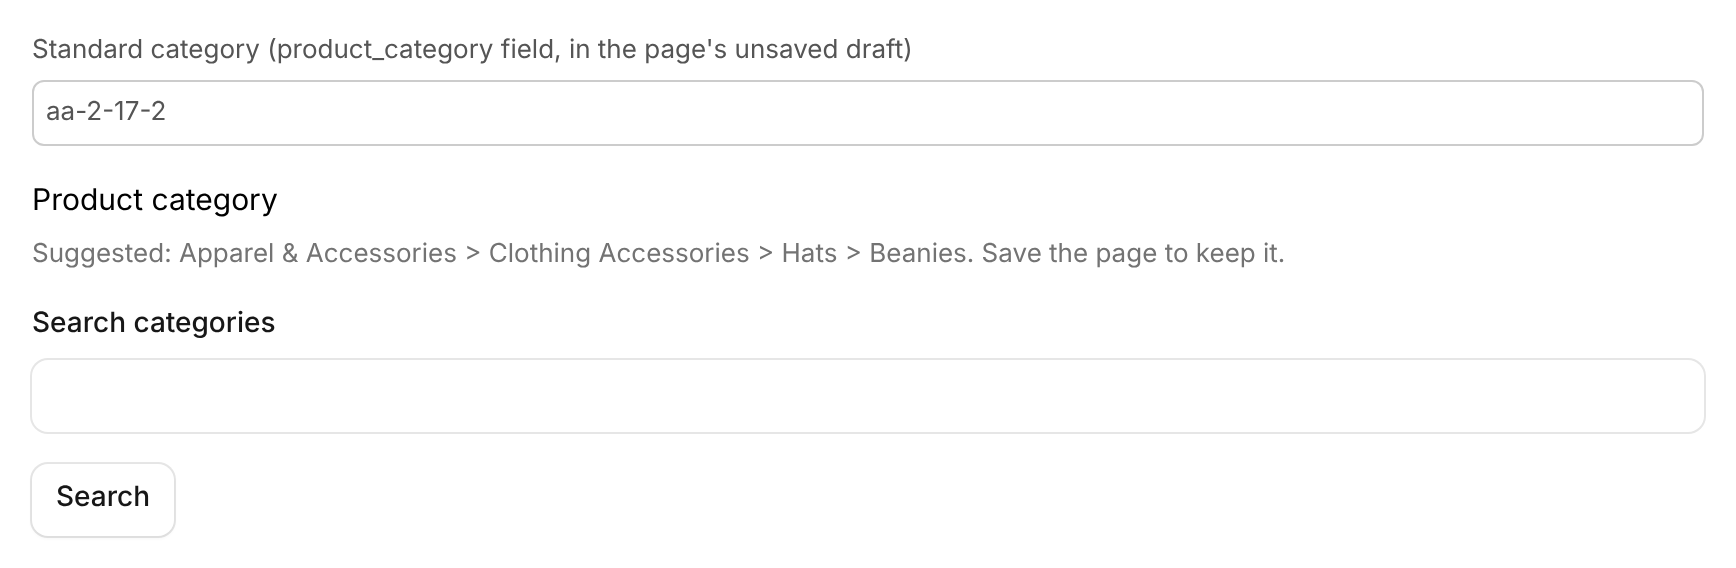 Standard category (product_category field, in the page's unsaved draft)
aa-2-17-2
Product category
Suggested: Apparel & Accessories > Clothing Accessories > Hats > Beanies. Save the page to keep it.
Search categories
Search